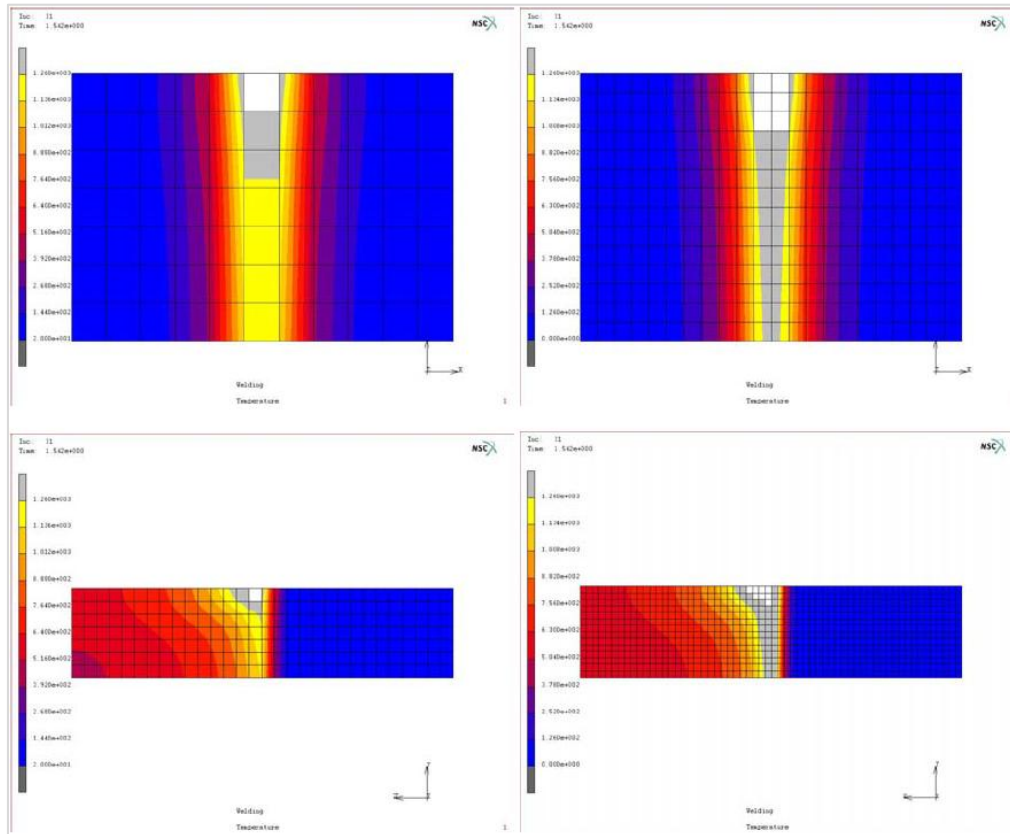 Inc: 31
Time: 1.542e+000
MSC
1.260e+003
1.136e+003
1.012e+003
8.880e+002
7.640e+002
6.400e+002
5.160e+002
3.920e+002
2.680e+002
1.440e+002
2.000e+001
Welding
Temperature
1
Inc: 31
Time: 1.542e+000
MSC
1.260e+003
1.134e+003
1.008e+003
8.820e+002
7.560e+002
6.300e+002
5.040e+002
3.780e+002
2.520e+002
1.260e+002
0.000e+000
Welding
Temperature
Inc: 31
Time: 1.542e+000
MSC
1.260e+003
1.136e+003
1.012e+003
8.880e+002
7.640e+002
6.400e+002
5.160e+002
3.920e+002
2.680e+002
1.440e+002
2.000e+001
Welding
Temperature
1
Inc: 31
Time: 1.542e+000
MSC
1.260e+003
1.134e+003
1.008e+003
8.820e+002
7.560e+002
6.300e+002
5.040e+002
3.780e+002
2.520e+002
1.260e+002
0.000e+000
Welding
Temperature